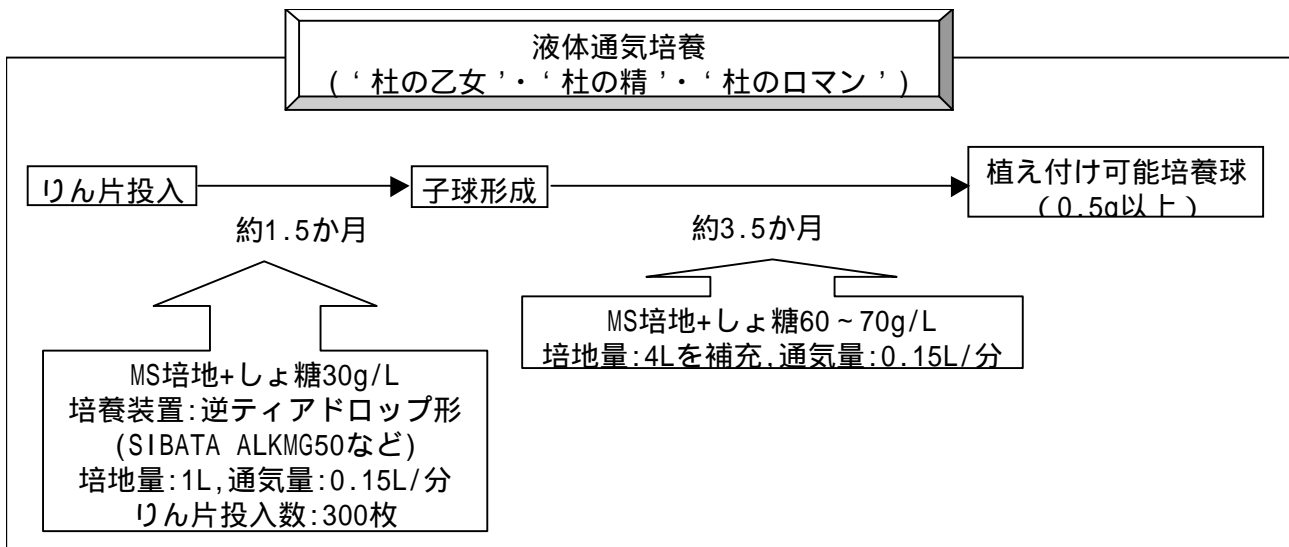 液体通気培養
(‘杜の乙女’・‘杜の精’・‘杜のロマン’)
りん片投入
子球形成
植え付け可能培養球
(0.5g以上)
約1.5か月
約3.5か月
MS培地+しょ糖30g/L
培養装置:逆ティアドロップ形
(SIBATA ALKMG50など)
培地量:1L,通気量:0.15L/分
りん片投入数:300枚
MS培地+しょ糖60~70g/L
培地量:4Lを補充,通気量:0.15L/分